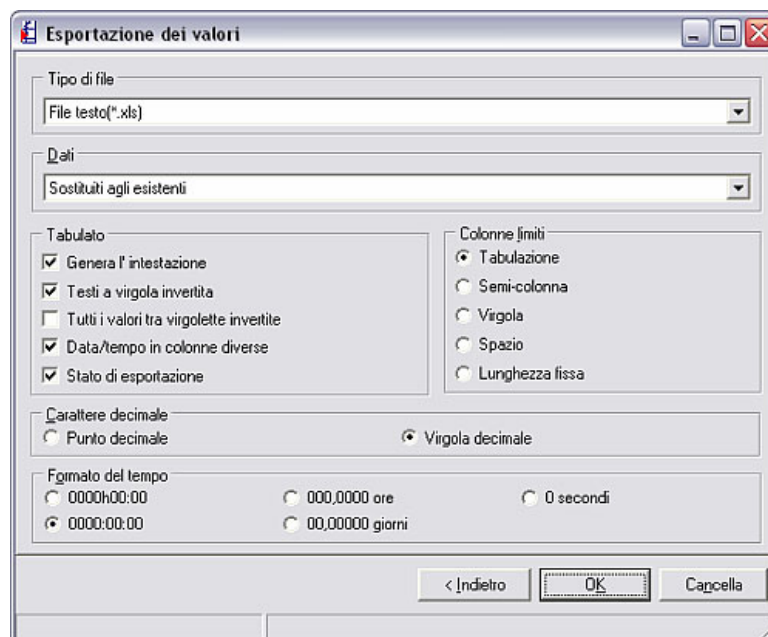 Esportazione dei valori
Tipo di file
File testo(*.xls)
Dati
Sostituiti agli esistenti
Tabulato
Genera l' intestazione
Testi a virgola invertita
Tutti i valori tra virgolette invertite
Data/tempo in colonne diverse
Stato di esportazione
Colonne limiti
Tabulazione
Semi-colonna
Virgola
Spazio
Lunghezza fissa
Carattere decimale
Punto decimale
Virgola decimale
Formato del tempo
0000h00:00
000,0000 ore
0 secondi
0000:00:00
00,00000 giorni
< Indietro
OK
Cancella